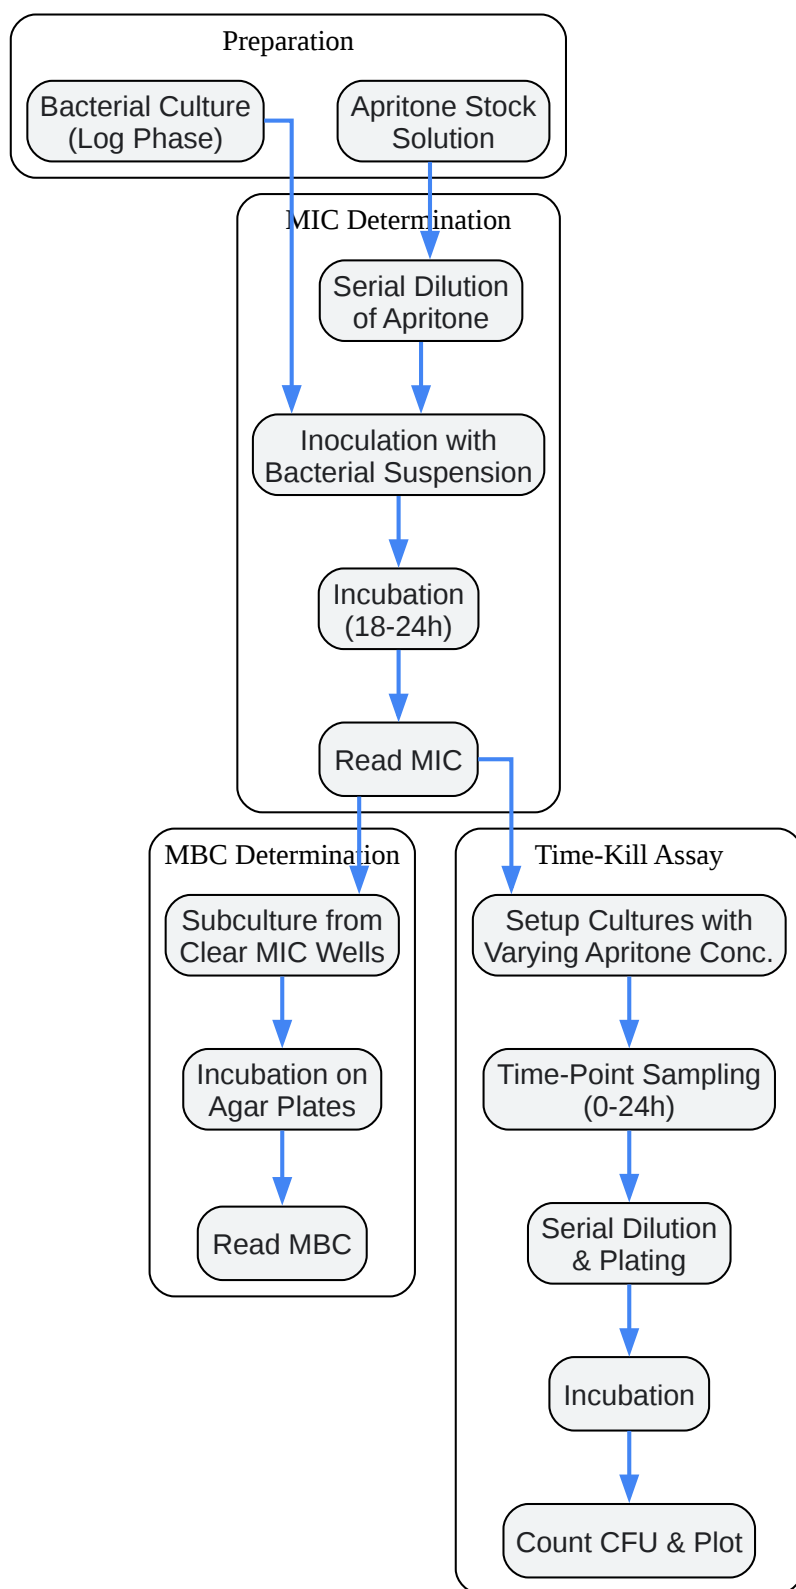 Preparation
Bacterial Culture
(Log Phase)
Apritone Stock
Solution
MIC Determination
Serial Dilution
of Apritone
Inoculation with
Bacterial Suspension
Incubation
(18-24h)
Read MIC
MBC Determination
Subculture from
Clear MIC Wells
Incubation on
Agar Plates
Read MBC
Time-Kill Assay
Setup Cultures with
Varying Apritone Conc.
Time-Point Sampling
(0-24h)
Serial Dilution
& Plating
Incubation
Count CFU & Plot